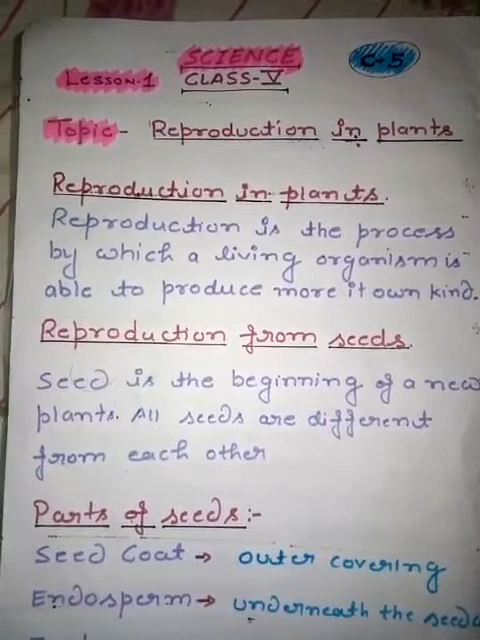 SCIENCE
C-5
LESSON-1
CLASS-V
Topic - Reproduction in plants
Reproduction in plants.
Reproduction is the process
by which a living organism is
able to produce more it own kind.
Reproduction from seeds
Seed is the beginning of a new
plants. All seeds are different
from each other
Parts of seeds:-
Seed Coat → outer covering
Endosperm → underneath the seed